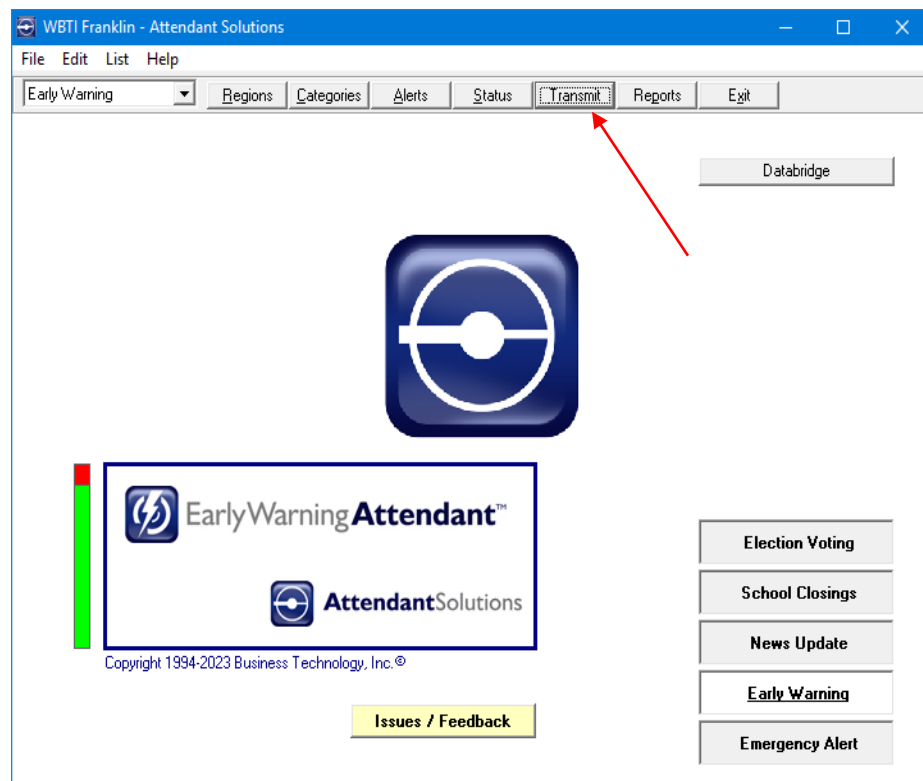 WBTI Franklin - Attendant Solutions
File Edit List Help
Early Warning Regions Categories Alerts Status Transmit Reports Exit
Databridge
EarlyWarningAttendant™
AttendantSolutions
Copyright 1994-2023 Business Technology, Inc.©
Issues / Feedback
Election Voting
School Closings
News Update
Early Warning
Emergency Alert